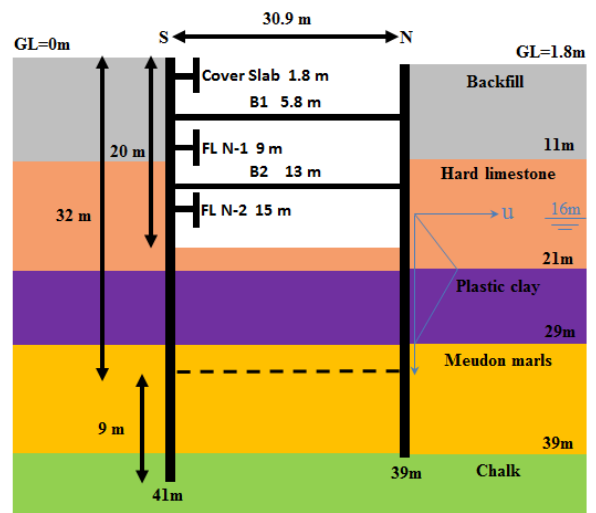 30.9 m
GL=0m
S
N
GL=1.8m
Cover Slab 1.8 m
Backfill
B1 5.8 m
20 m
FL N-1 9 m
11m
B2 13 m
Hard limestone
32 m
FL N-2 15 m
u
16m
21m
Plastic clay
29m
Meudon marls
9 m
39m
39m
Chalk
41m